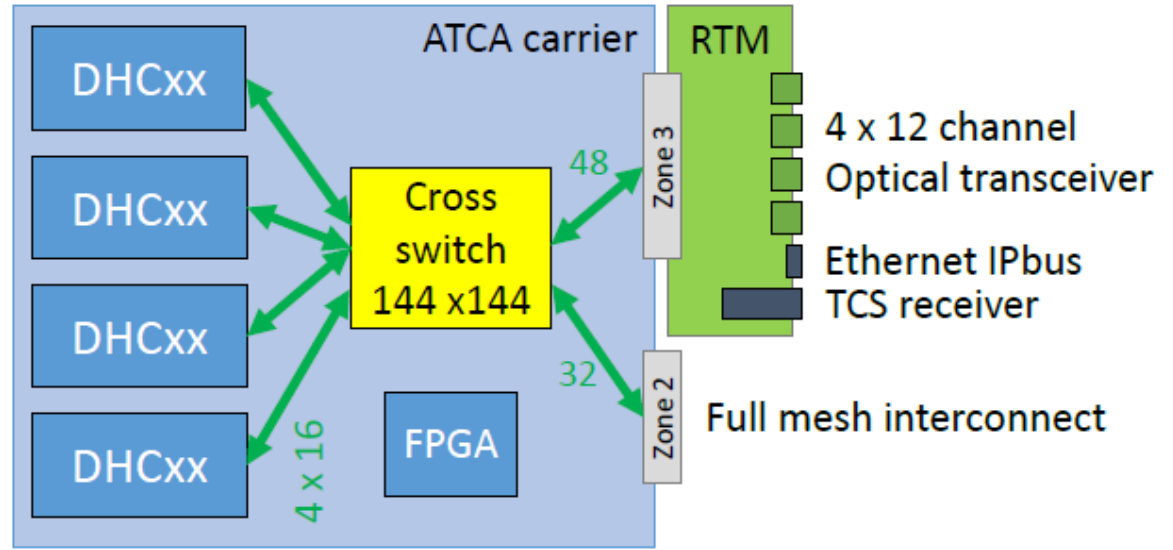 ATCA carrier
RTM
DHCxx
DHCxx
DHCxx
DHCxx
4 x 16
Cross
switch
144 x144
48
32
FPGA
Zone 3
Zone 2
4 x 12 channel
Optical transceiver
Ethernet IPbus
TCS receiver
Full mesh interconnect